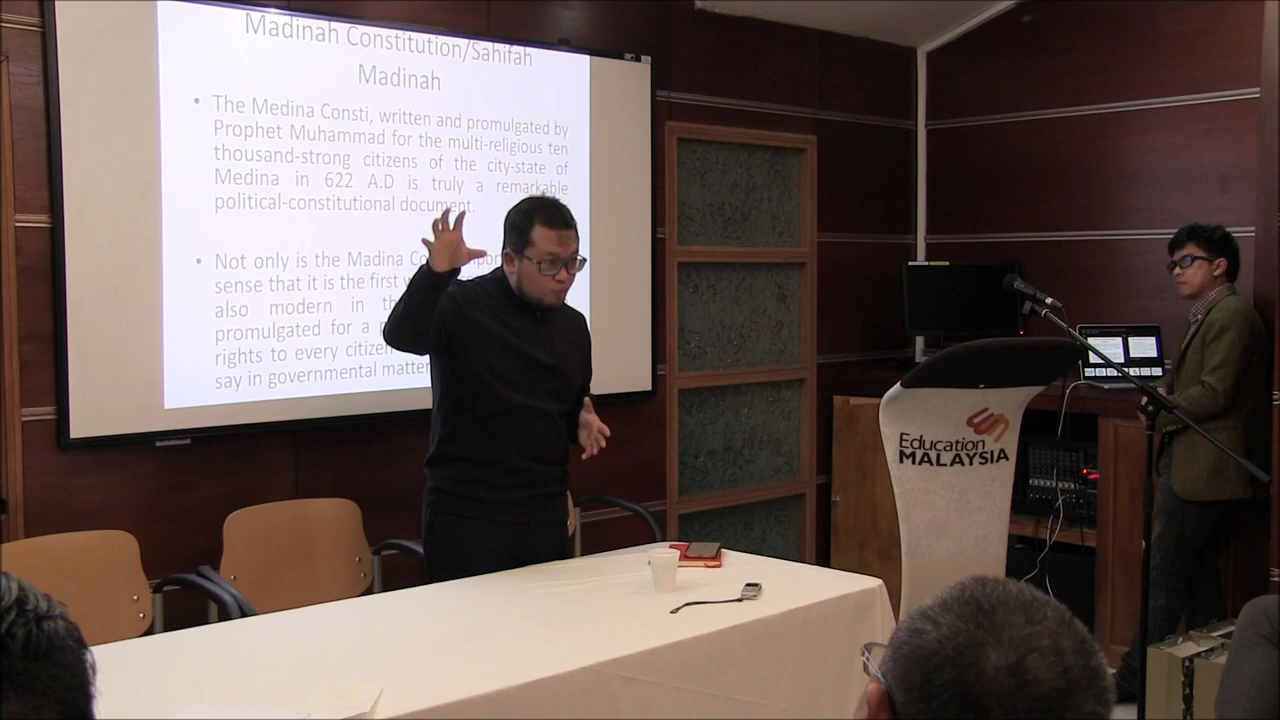 Madinah Constitution/Sahifah
Madinah
• The Medina Consti, written and promulgated by
Prophet Muhammad for the multi-religious ten
thousand-strong citizens of the city-state of
Medina in 622 A.D is truly a remarkable
political-constitutional document.
• Not only is the Madina Co
sense that it is the first
also modern in
promulgated for a
rights to every citizen
say in governmental matter
Education
MALAYSIA